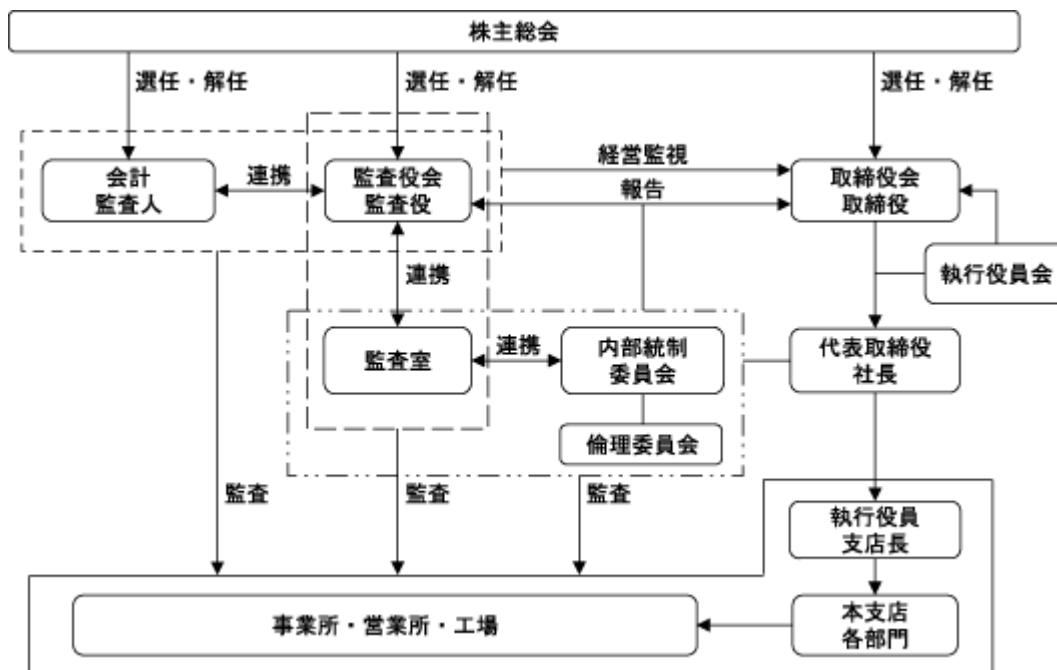 株主総会
選任・解任
選任・解任
選任・解任
会計
監査人
連携
監査役会
監査役
経営監視
報告
取締役会
取締役
執行役員会
連携
監査室
連携
内部統制
委員会
代表取締役
社長
倫理委員会
監査
監査
監査
執行役員
支店長
事業所・営業所・工場
本支店
各部門